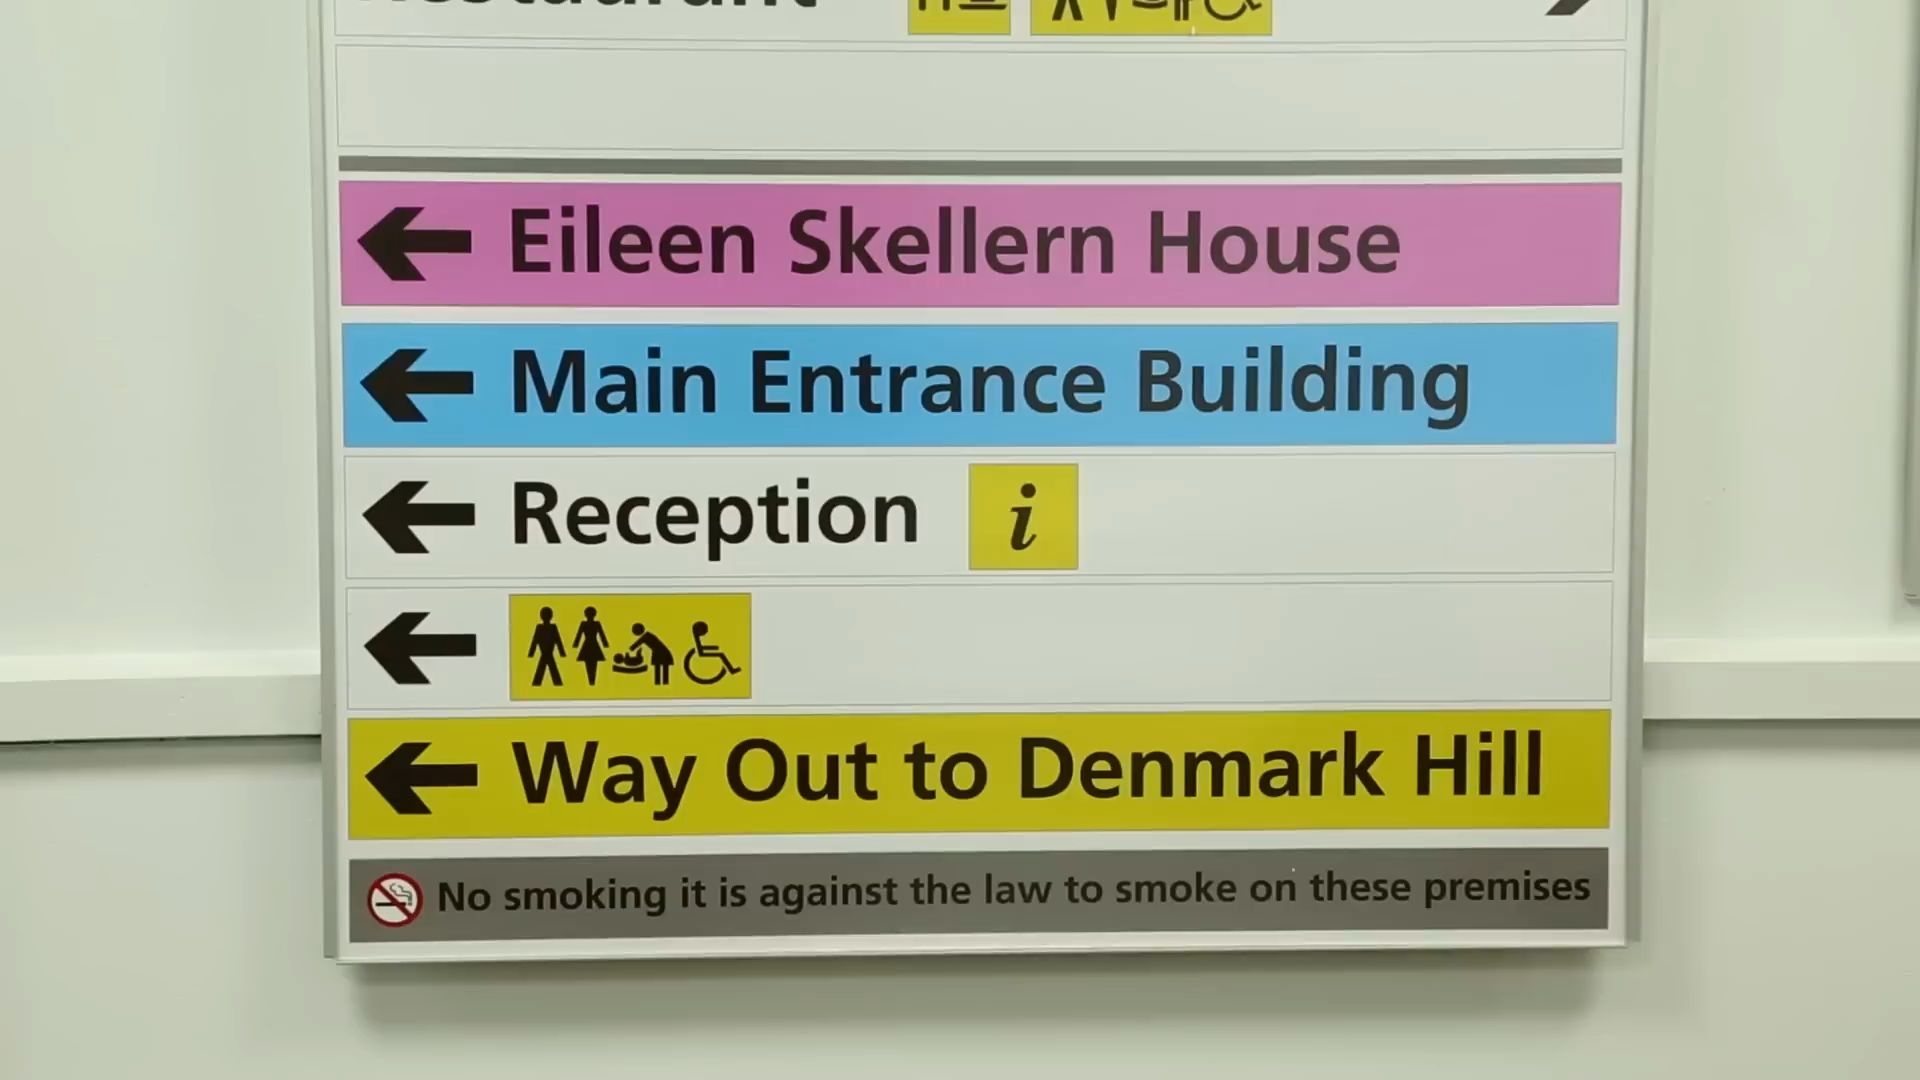 Restaurant
Eileen Skellern House
Main Entrance Building
Reception i
Way Out to Denmark Hill
No smoking it is against the law to smoke on these premises